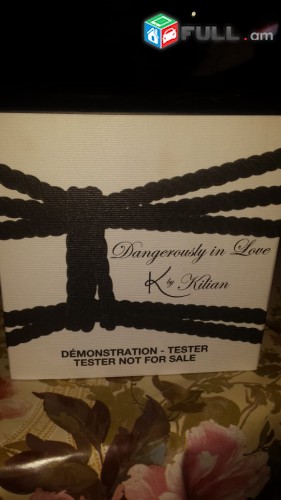 FULL.am
Dangerously in Love
K by Kilian
DÉMONSTRATION - TESTER
TESTER NOT FOR SALE